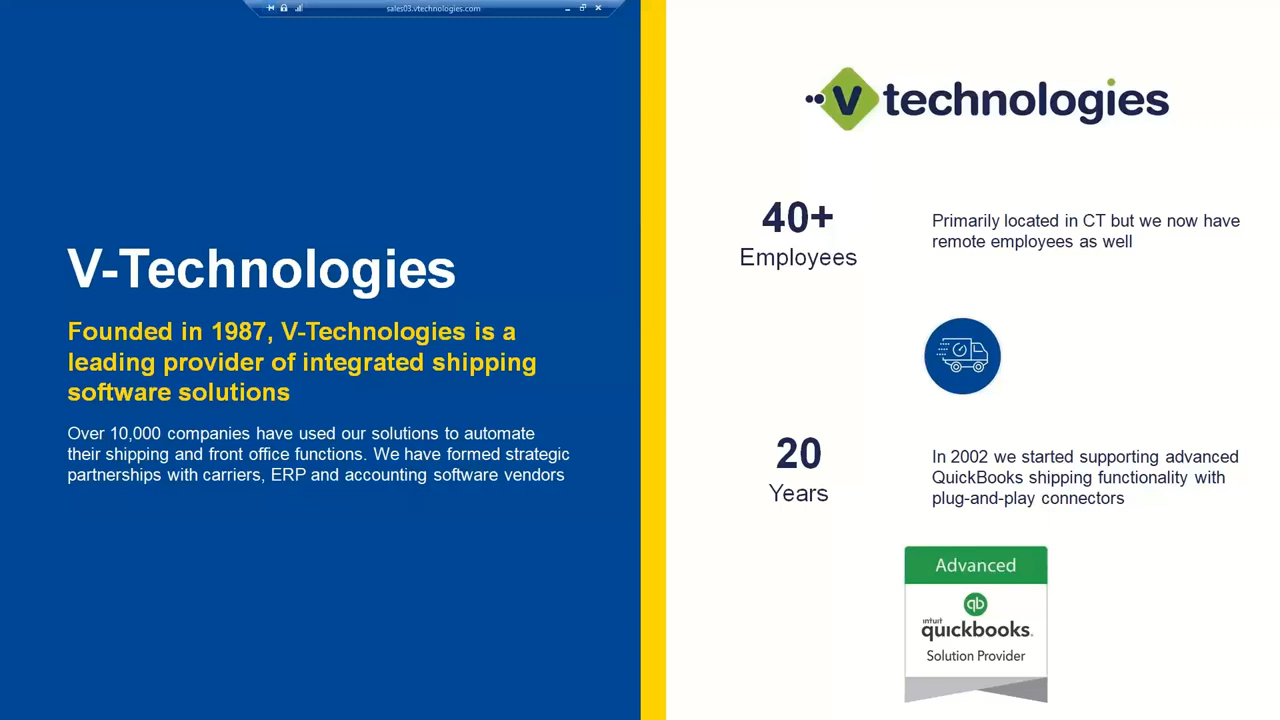 sales03.vtechnologies.com
V-Technologies
Founded in 1987, V-Technologies is a
leading provider of integrated shipping
software solutions
Over 10,000 companies have used our solutions to automate
their shipping and front office functions. We have formed strategic
partnerships with carriers, ERP and accounting software vendors
V technologies
40+
Employees
Primarily located in CT but we now have
remote employees as well
20
Years
In 2002 we started supporting advanced
QuickBooks shipping functionality with
plug-and-play connectors
Advanced
qb
intuit
quickbooks.
Solution Provider